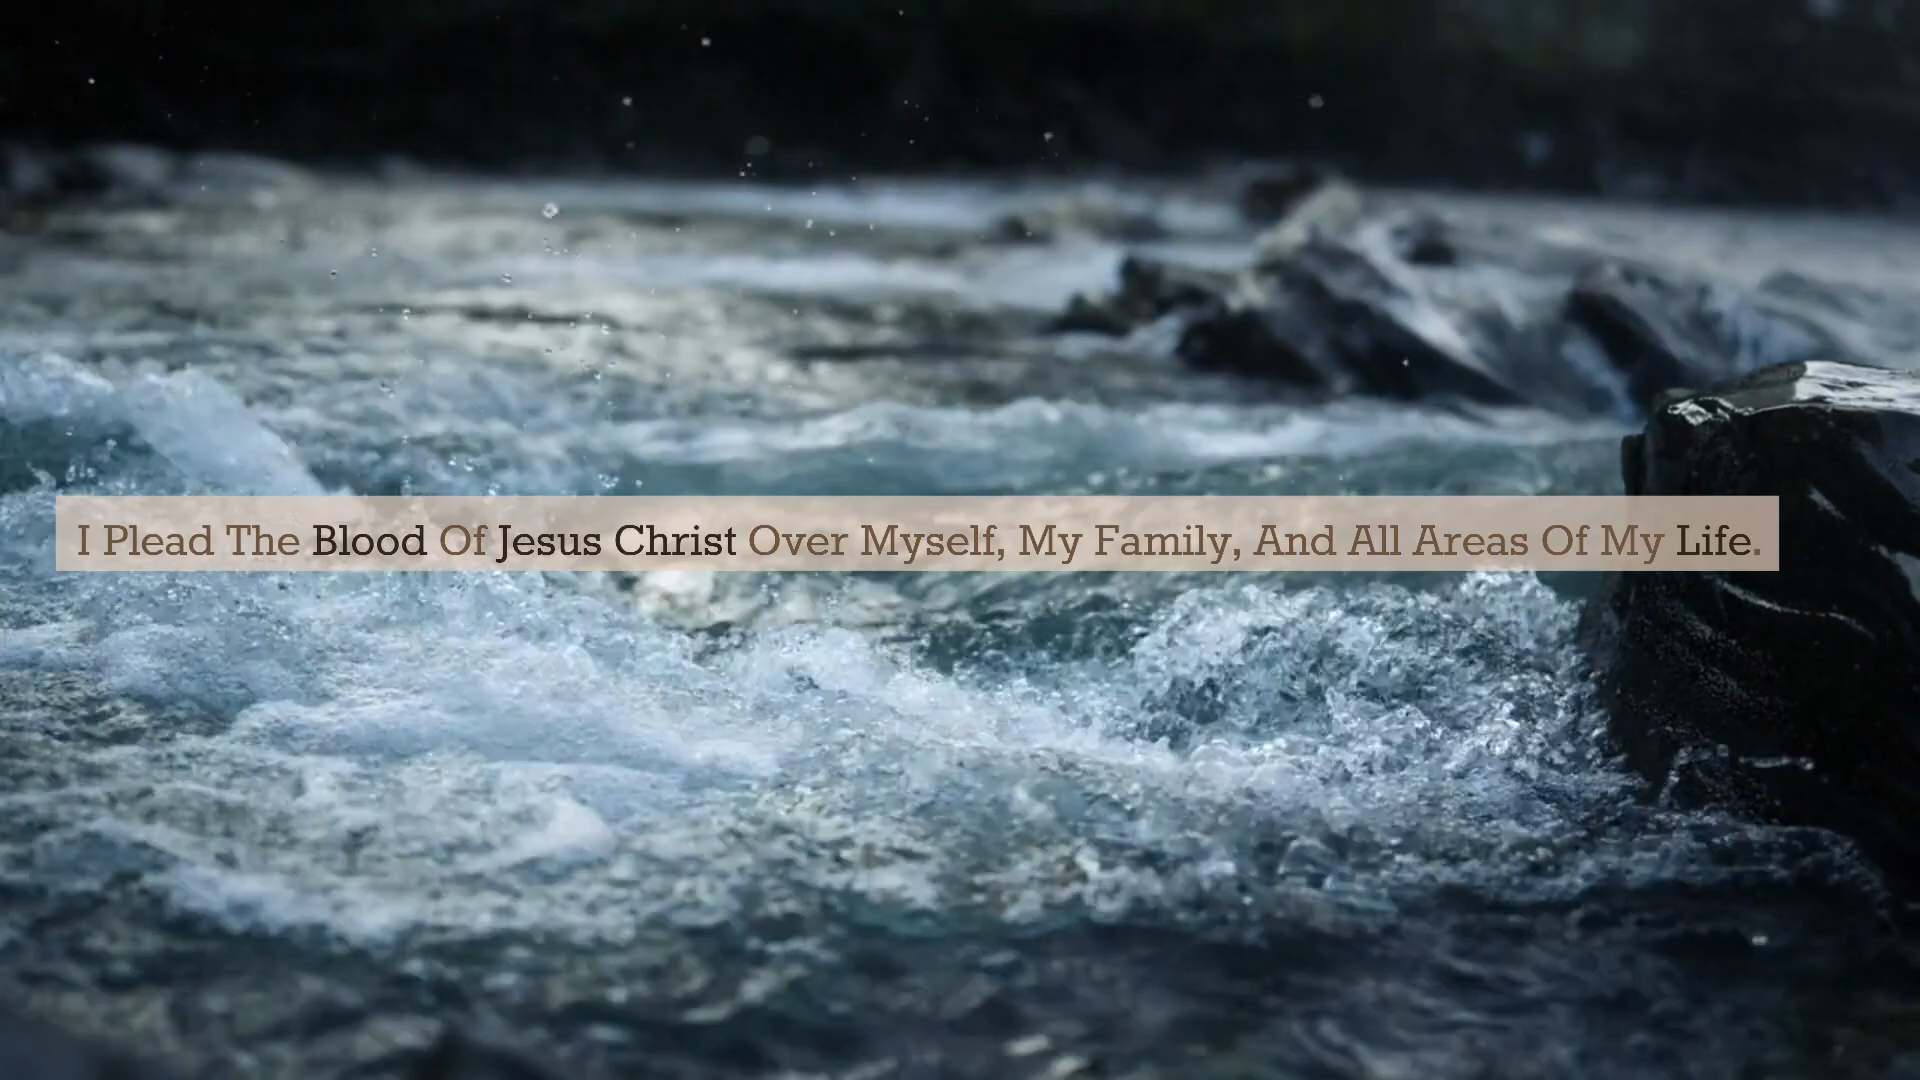 I Plead The Blood Of Jesus Christ Over Myself, My Family, And All Areas Of My Life.